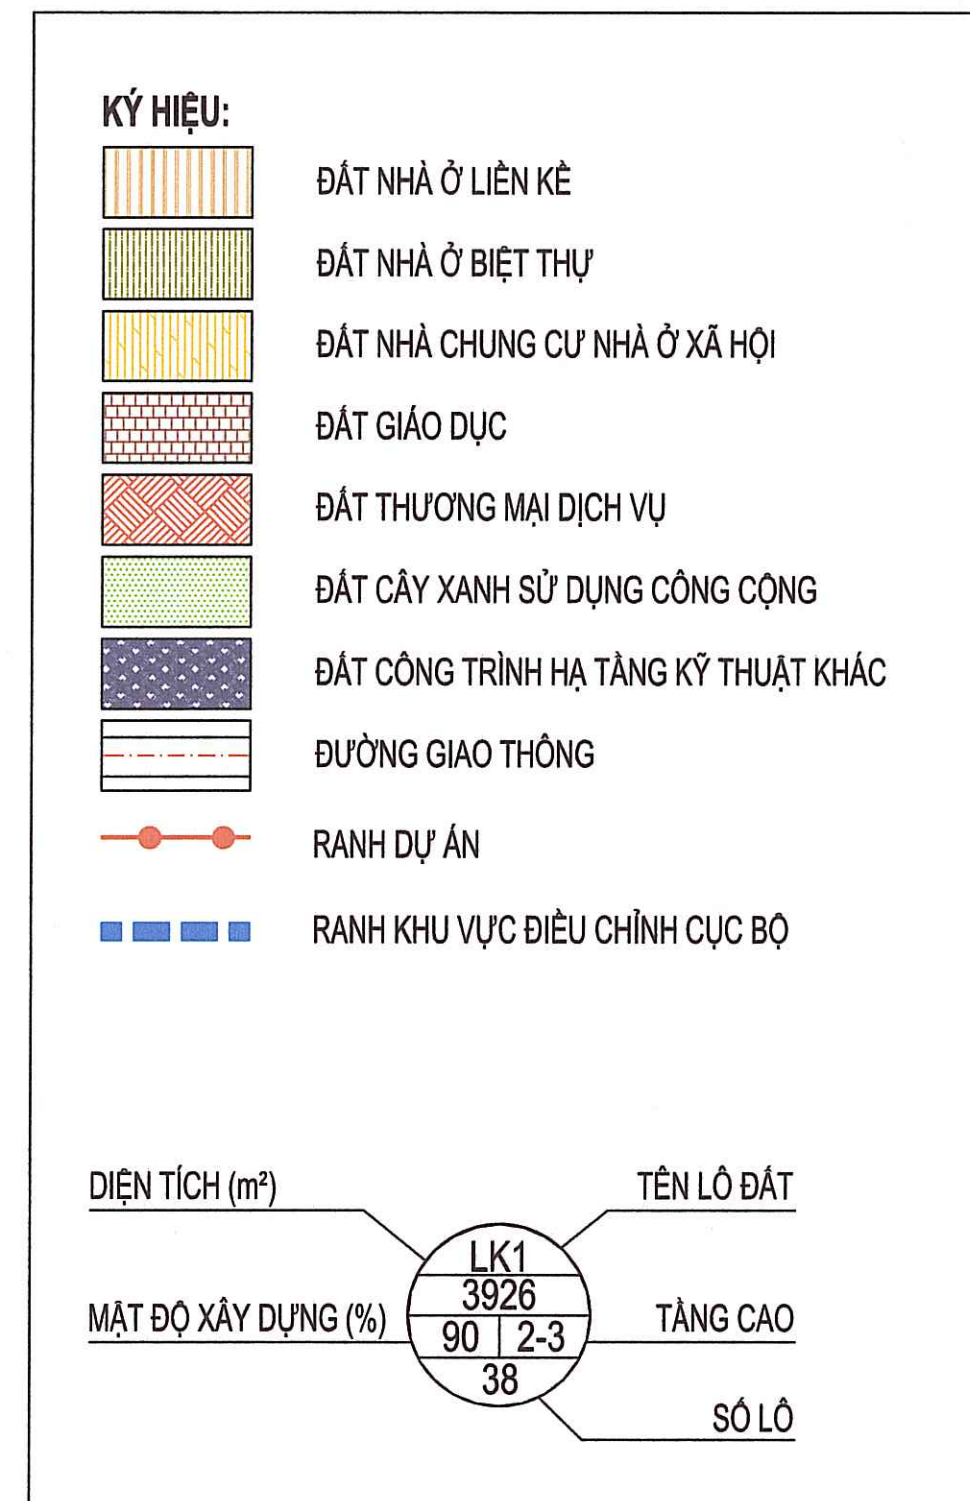 KÝ HIỆU:
ĐẤT NHÀ Ở LIỀN KỀ
ĐẤT NHÀ Ở BIỆT THỰ
ĐẤT NHÀ CHUNG CƯ NHÀ Ở XÃ HỘI
ĐẤT GIÁO DỤC
ĐẤT THƯƠNG MẠI DỊCH VỤ
ĐẤT CÂY XANH SỬ DỤNG CÔNG CỘNG
ĐẤT CÔNG TRÌNH HẠ TẦNG KỸ THUẬT KHÁC
ĐƯỜNG GIAO THÔNG
RANH DỰ ÁN
RANH KHU VỰC ĐIỀU CHỈNH CỤC BỘ
DIỆN TÍCH (m²)
TÊN LÔ ĐẤT
LK1
3926
MẬT ĐỘ XÂY DỰNG (%)
90 2-3
TẦNG CAO
38
SỐ LÔ